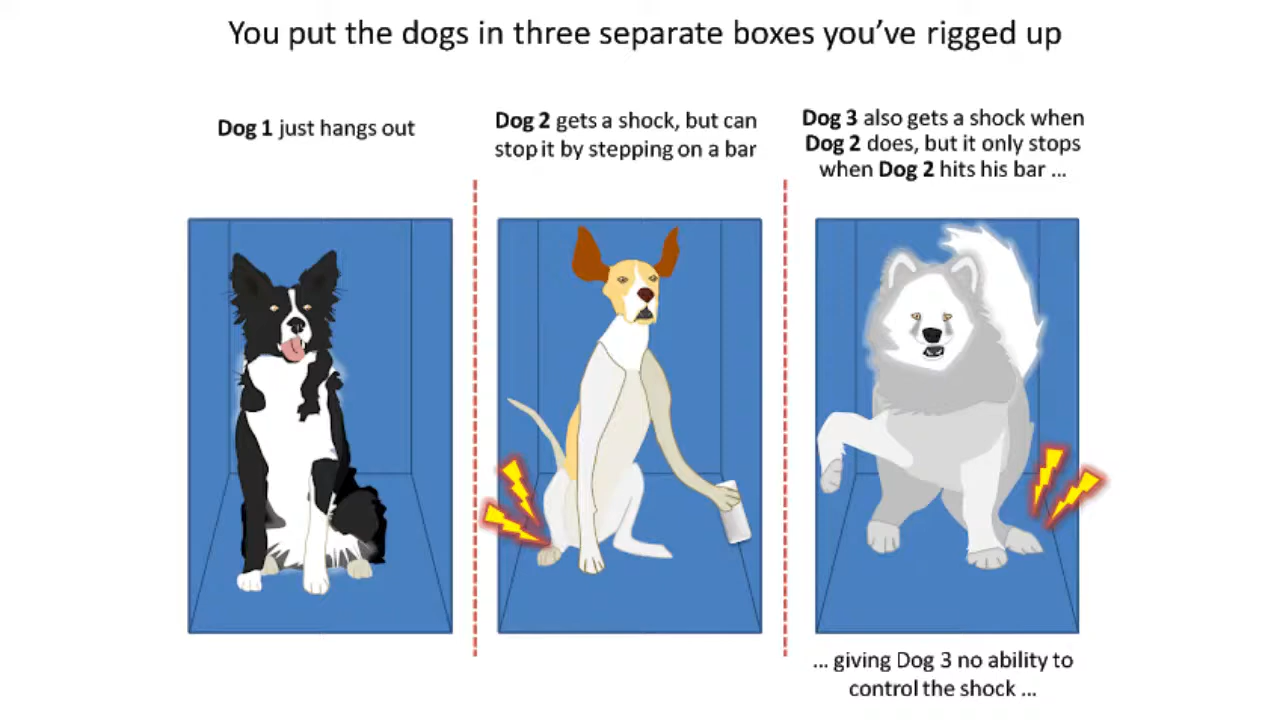 You put the dogs in three separate boxes you’ve rigged up
Dog 1 just hangs out
Dog 2 gets a shock, but can
stop it by stepping on a bar
Dog 3 also gets a shock when
Dog 2 does, but it only stops
when Dog 2 hits his bar ...
... giving Dog 3 no ability to
control the shock ...